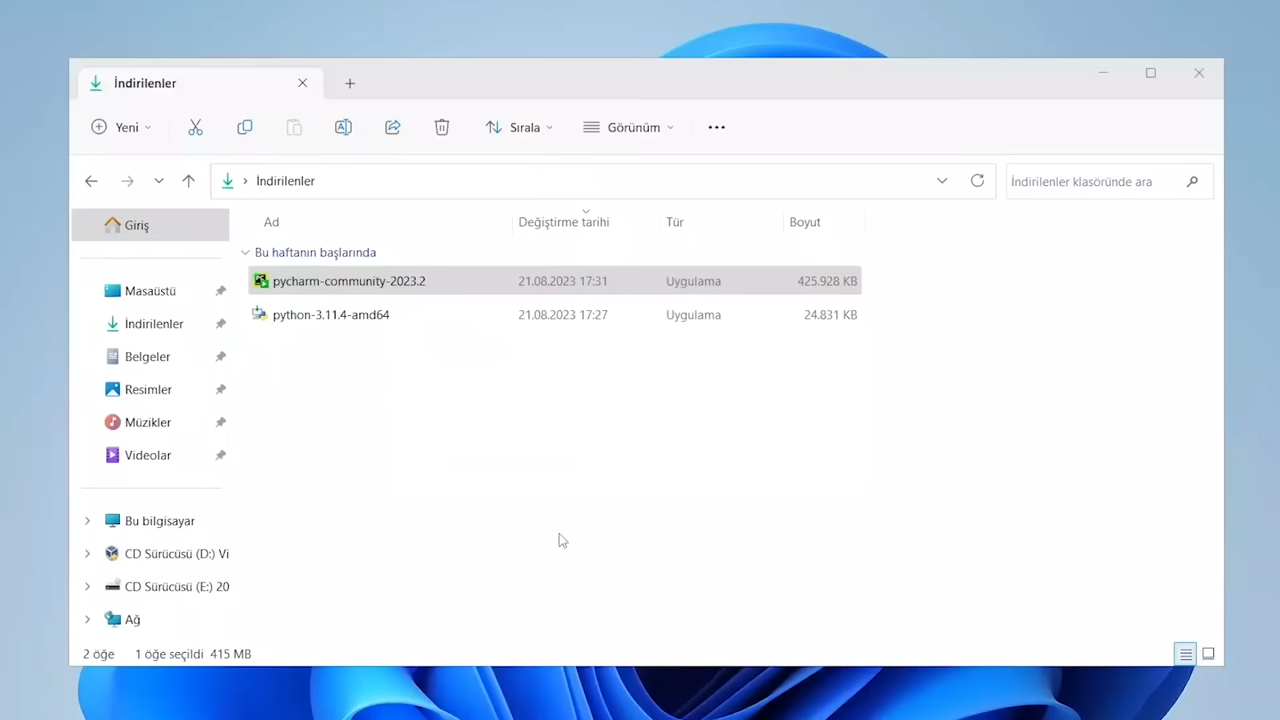 İndirilenler
Yeni
Sırala
Görünüm
İndirilenler
İndirilenler klasöründe ara
Giriş
Masaüstü
İndirilenler
Belgeler
Resimler
Müzikler
Videolar
Bu bilgisayar
CD Sürücüsü (D:) Vi
CD Sürücüsü (E:) 20
Ağ
Ad Değiştirme tarihi Tür Boyut
Bu haftanın başlarında
pycharm-community-2023.2 21.08.2023 17:31 Uygulama 425.928 KB
python-3.11.4-amd64 21.08.2023 17:27 Uygulama 24.831 KB
2 öğe 1 öğe seçildi 415 MB